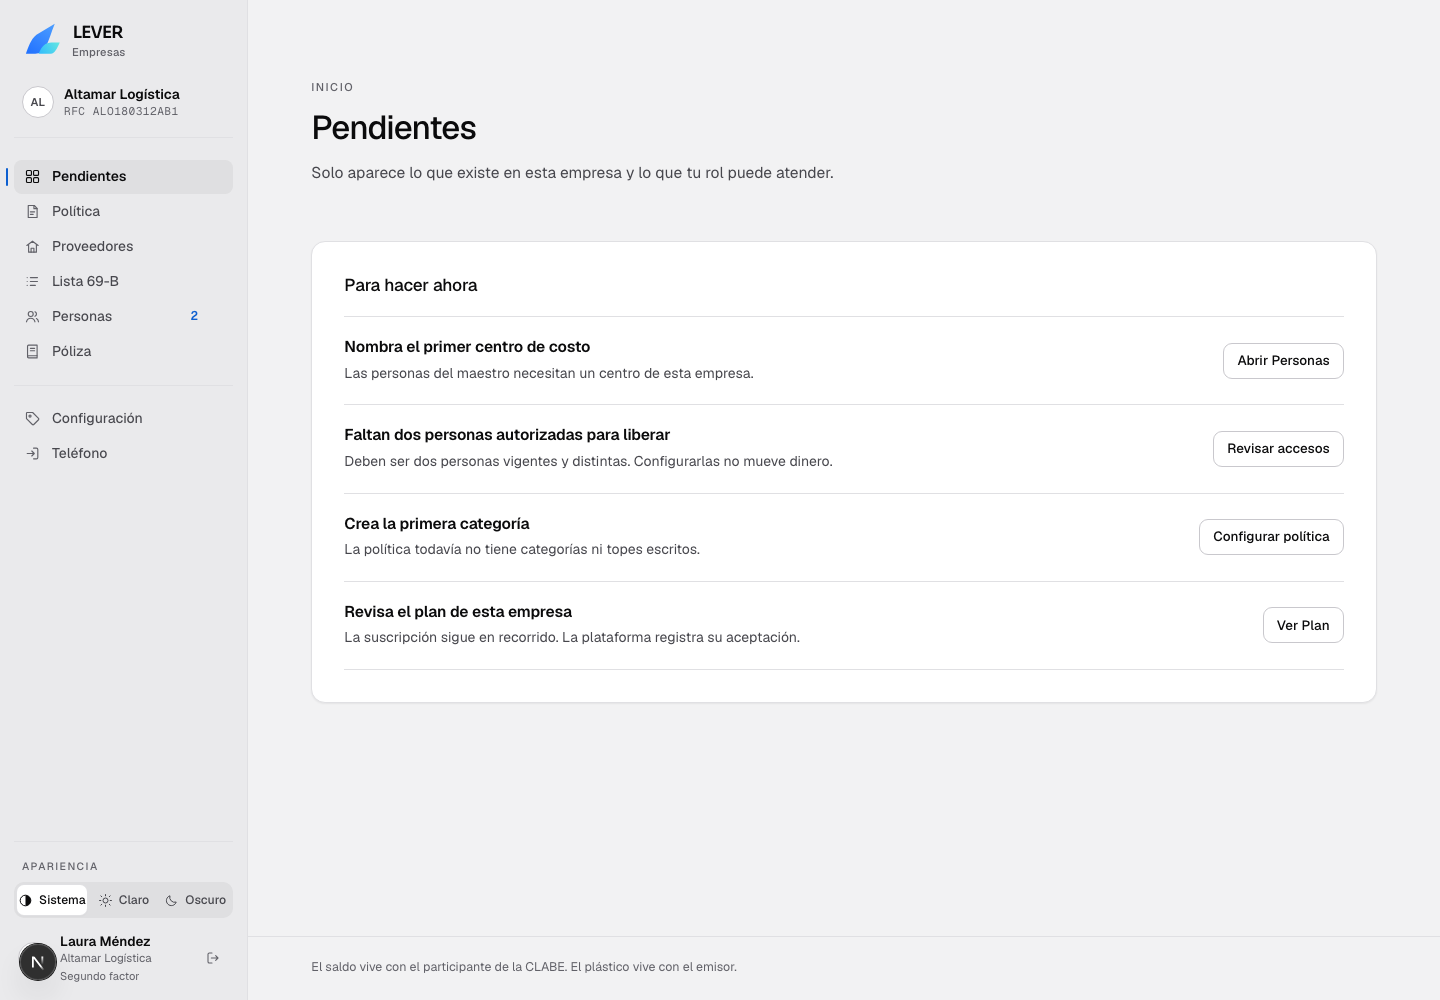 LEVER
Empresas
AL
Altamar Logística
RFC ALO180312AB1
Pendientes
Política
Proveedores
Lista 69-B
Personas 2
Póliza
Configuración
Teléfono
APARIENCIA
Sistema Claro Oscuro
N
Laura Méndez
Altamar Logística
Segundo factor
INICIO
Pendientes
Solo aparece lo que existe en esta empresa y lo que tu rol puede atender.
Para hacer ahora
Nombra el primer centro de costo
Las personas del maestro necesitan un centro de esta empresa.
Abrir Personas
Faltan dos personas autorizadas para liberar
Deben ser dos personas vigentes y distintas. Configurarlas no mueve dinero.
Revisar accesos
Crea la primera categoría
La política todavía no tiene categorías ni topes escritos.
Configurar política
Revisa el plan de esta empresa
La suscripción sigue en recorrido. La plataforma registra su aceptación.
Ver Plan
El saldo vive con el participante de la CLABE. El plástico vive con el emisor.